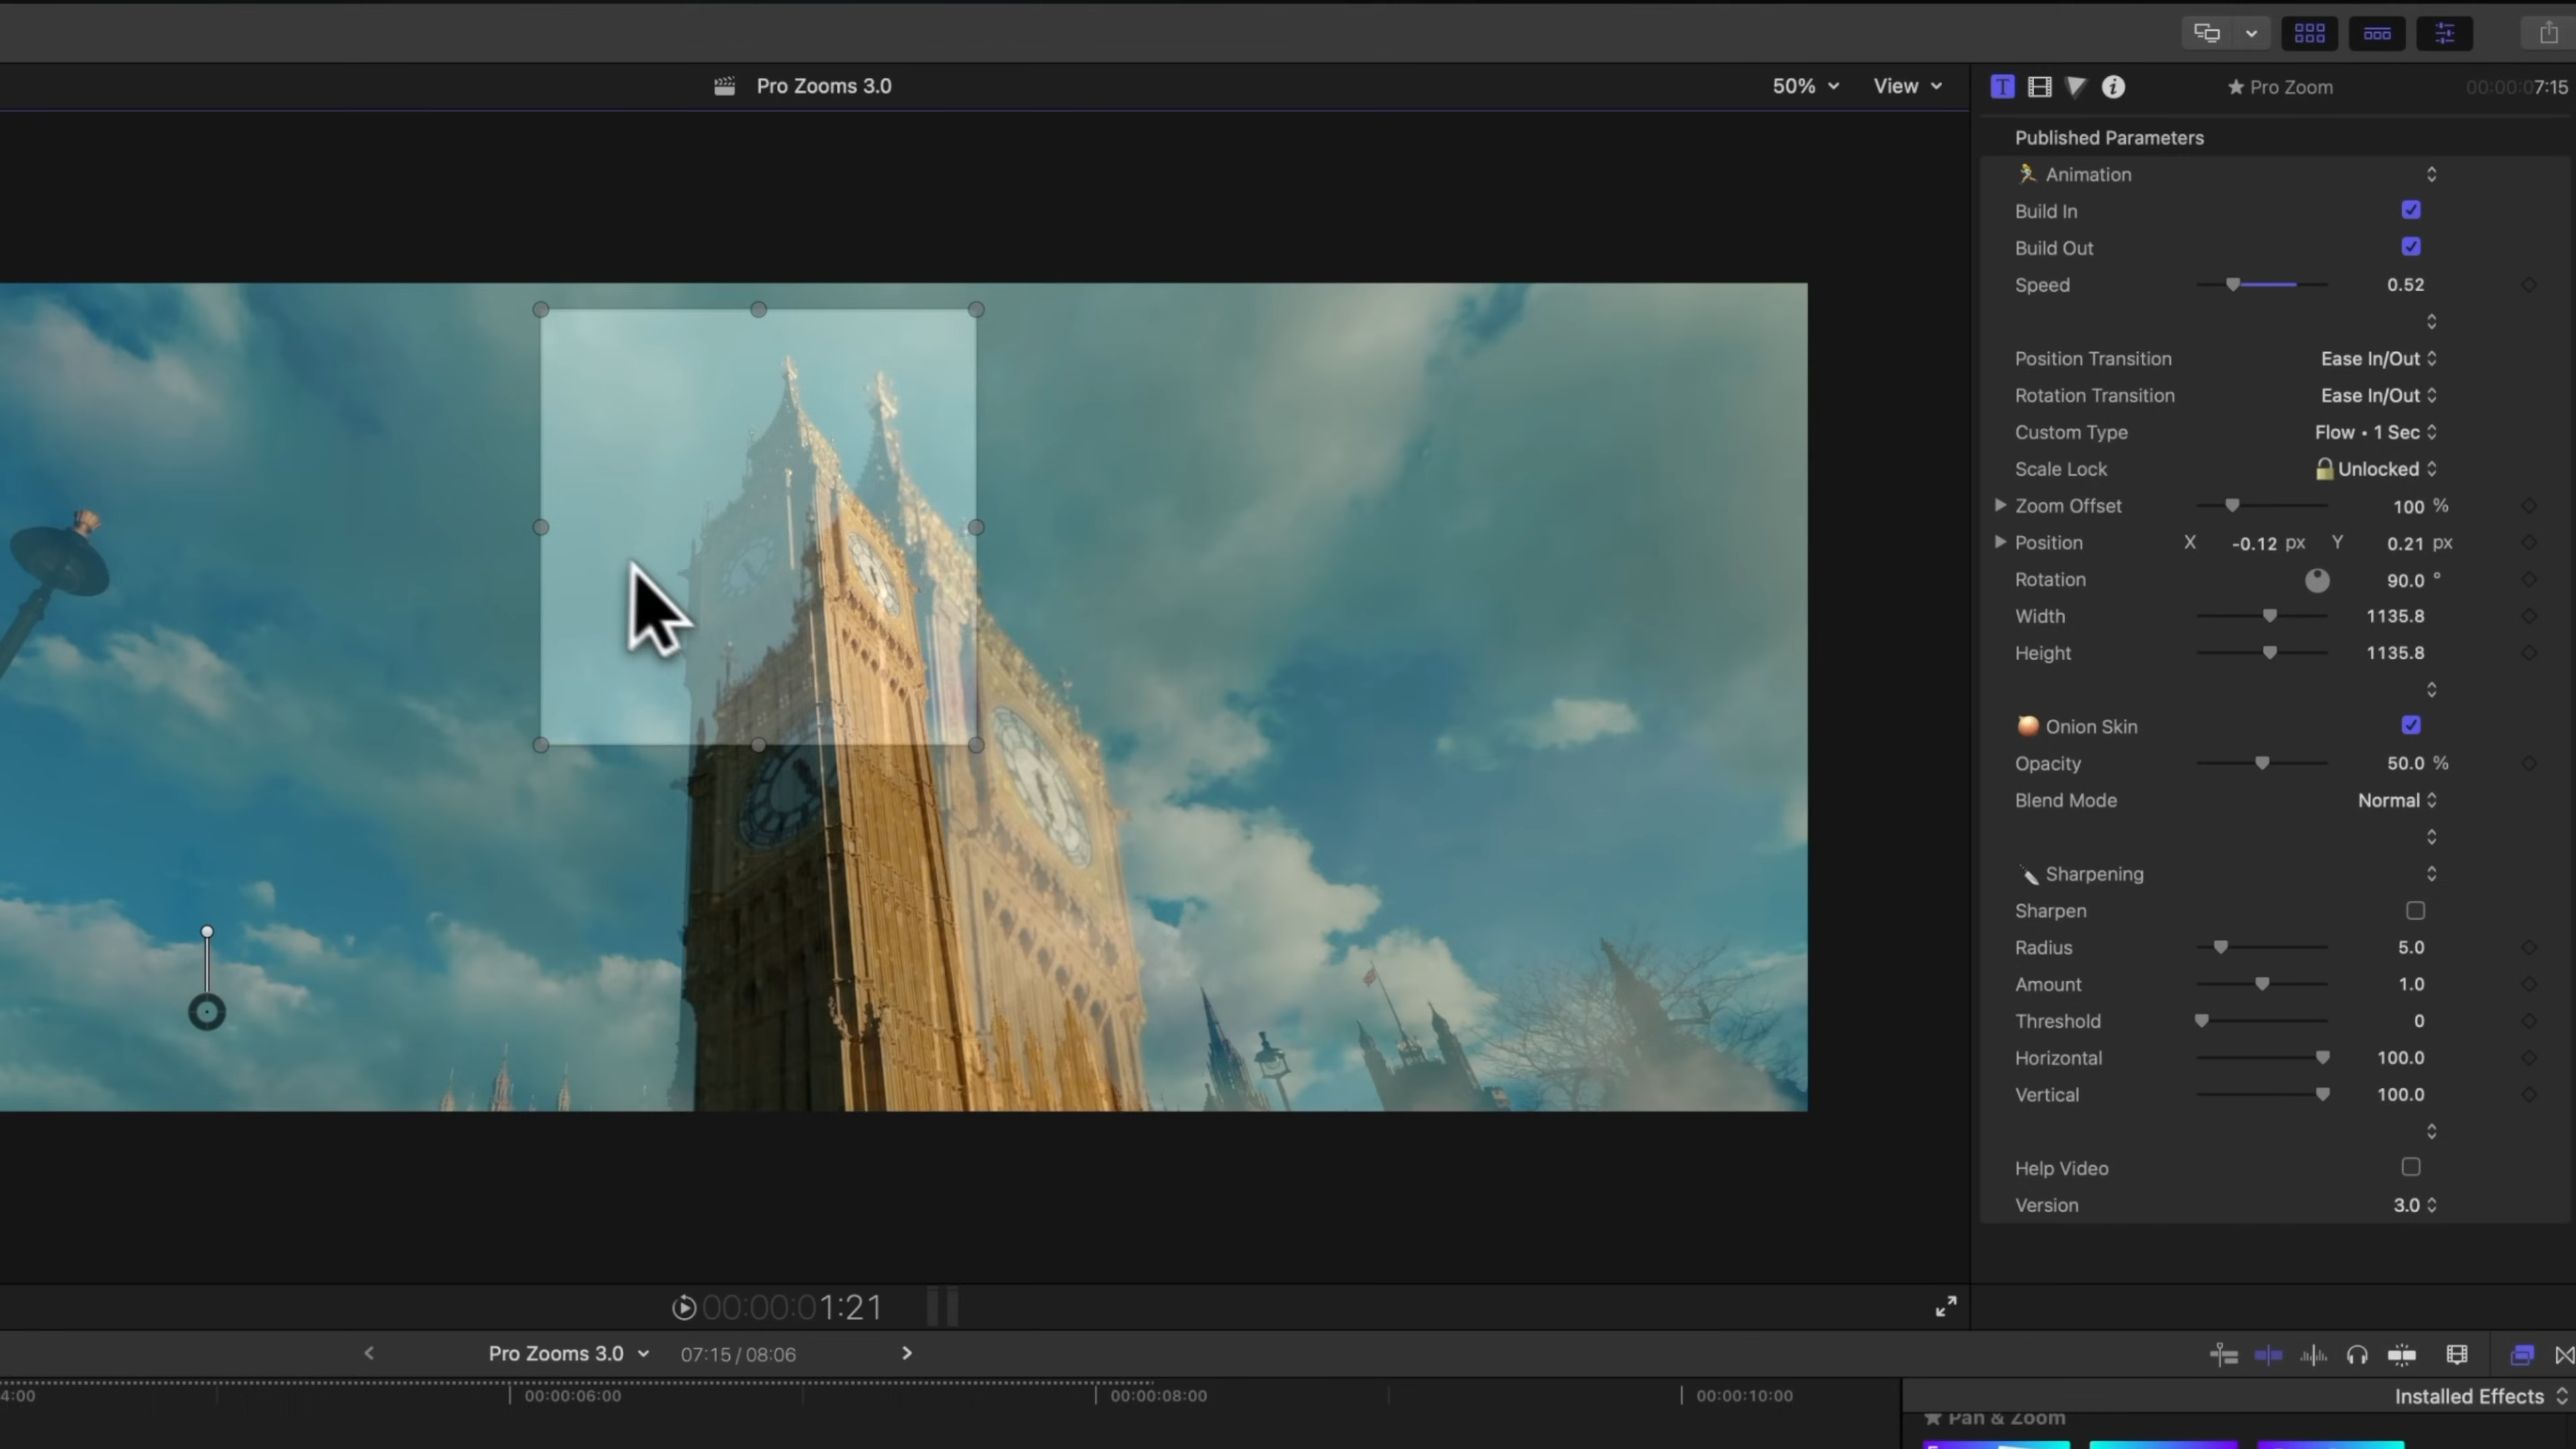 Pro Zooms 3.0
50%
View
T
i
★ Pro Zoom
00:00:07:15
Published Parameters
Animation
Build In
Build Out
Speed 0.52
Position Transition Ease In/Out
Rotation Transition Ease In/Out
Custom Type Flow • 1 Sec
Scale Lock Unlocked
Zoom Offset 100 %
Position X -0.12 px Y 0.21 px
Rotation 90.0 °
Width 1135.8
Height 1135.8
Onion Skin
Opacity 50.0 %
Blend Mode Normal
Sharpening
Sharpen
Radius 5.0
Amount 1.0
Threshold 0
Horizontal 100.0
Vertical 100.0
Help Video
Version 3.0
00:00:01:21
Pro Zooms 3.0
07:15 / 08:06
4:00
00:00:06:00
00:00:08:00
00:00:10:00
Installed Effects
★ Pan & Zoom